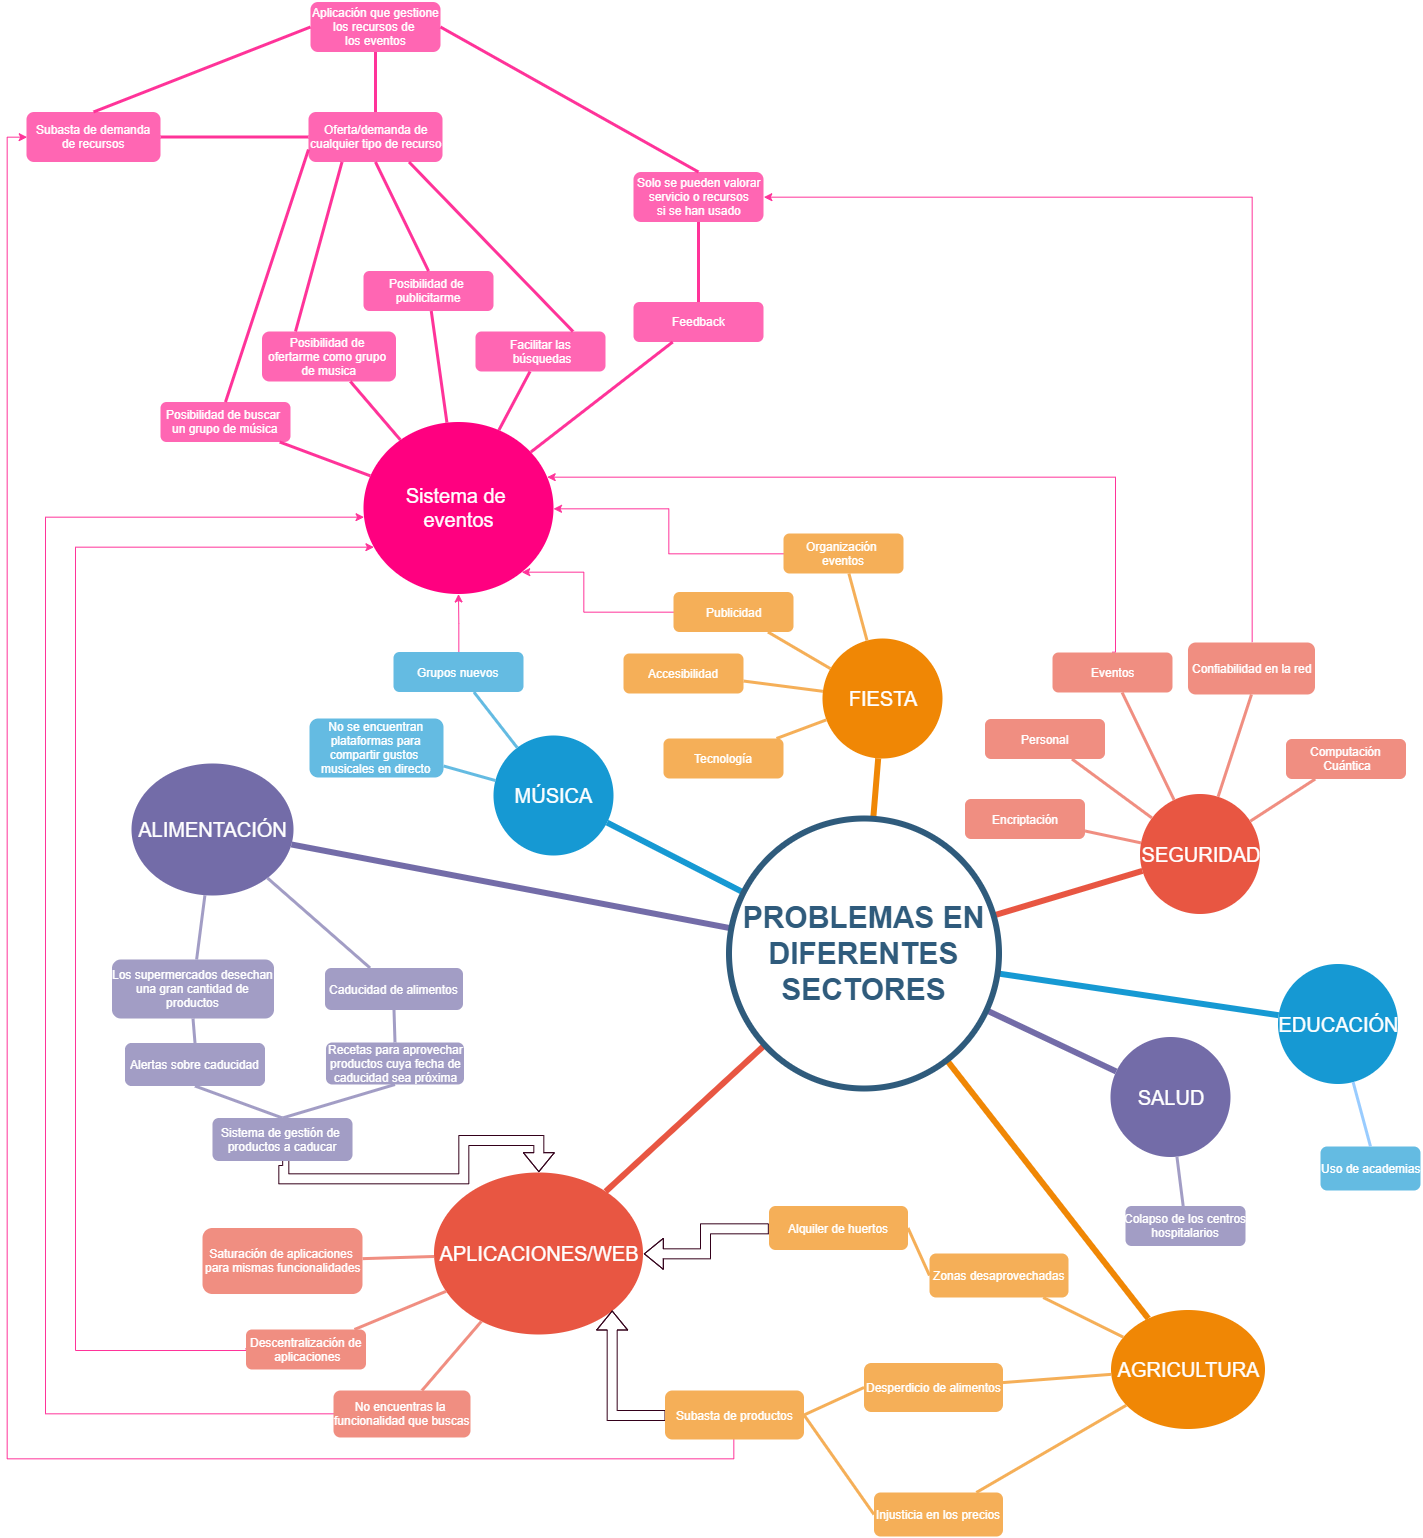 Aplicación que gestione
los recursos de
los eventos
Subasta de demanda
de recursos
Oferta/demanda de
cualquier tipo de recurso
Solo se pueden valorar
servicio o recursos
si se han usado
Posibilidad de
publicitarme
Feedback
Posibilidad de
ofertarme como grupo
de musica
Facilitar las
búsquedas
Posibilidad de buscar
un grupo de música
Sistema de
eventos
Organización
eventos
Publicidad
Accesibilidad
Tecnología
FIESTA
Grupos nuevos
No se encuentran
plataformas para
compartir gustos
musicales en directo
MÚSICA
Eventos
Confiabilidad en la red
Personal
Computación
Cuántica
Encriptación
SEGURIDAD
ALIMENTACIÓN
PROBLEMAS EN
DIFERENTES
SECTORES
Los supermercados desechan
una gran cantidad de
productos
Caducidad de alimentos
Alertas sobre caducidad
Recetas para aprovechar
productos cuya fecha de
caducidad sea próxima
Sistema de gestión de
productos a caducar
EDUCACIÓN
SALUD
Uso de academias
Colapso de los centros
hospitalarios
APLICACIONES/WEB
Saturación de aplicaciones
para mismas funcionalidades
Descentralización de
aplicaciones
No encuentras la
funcionalidad que buscas
Alquiler de huertos
Zonas desaprovechadas
AGRICULTURA
Desperdicio de alimentos
Subasta de productos
Injusticia en los precios